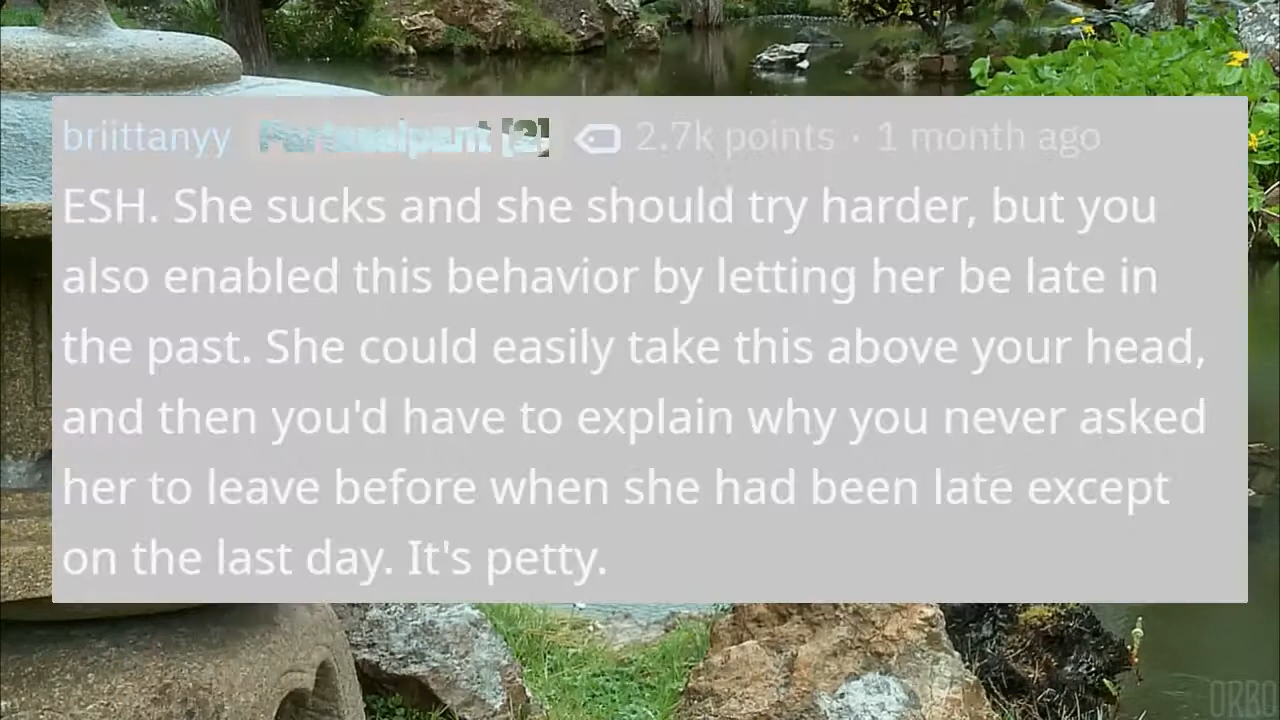 briittanyy [2] 2.7k points · 1 month ago
ESH. She sucks and she should try harder, but you
also enabled this behavior by letting her be late in
the past. She could easily take this above your head,
and then you'd have to explain why you never asked
her to leave before when she had been late except
on the last day. It's petty.
ORBO